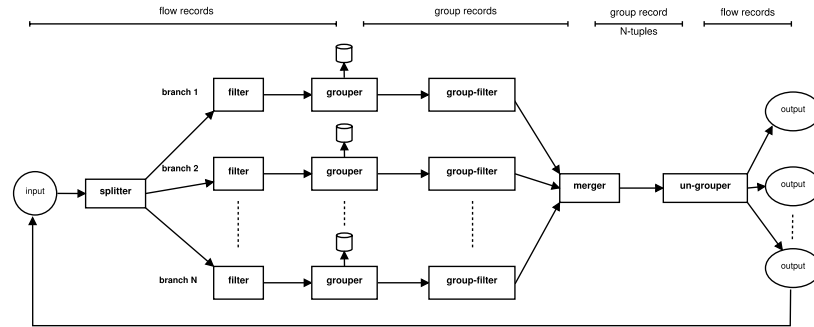 flow records
group records
group record
N-tuples
flow records
branch 1
filter
grouper
group-filter
branch 2
filter
grouper
group-filter
input
splitter
merger
un-grouper
output
output
output
branch N
filter
grouper
group-filter